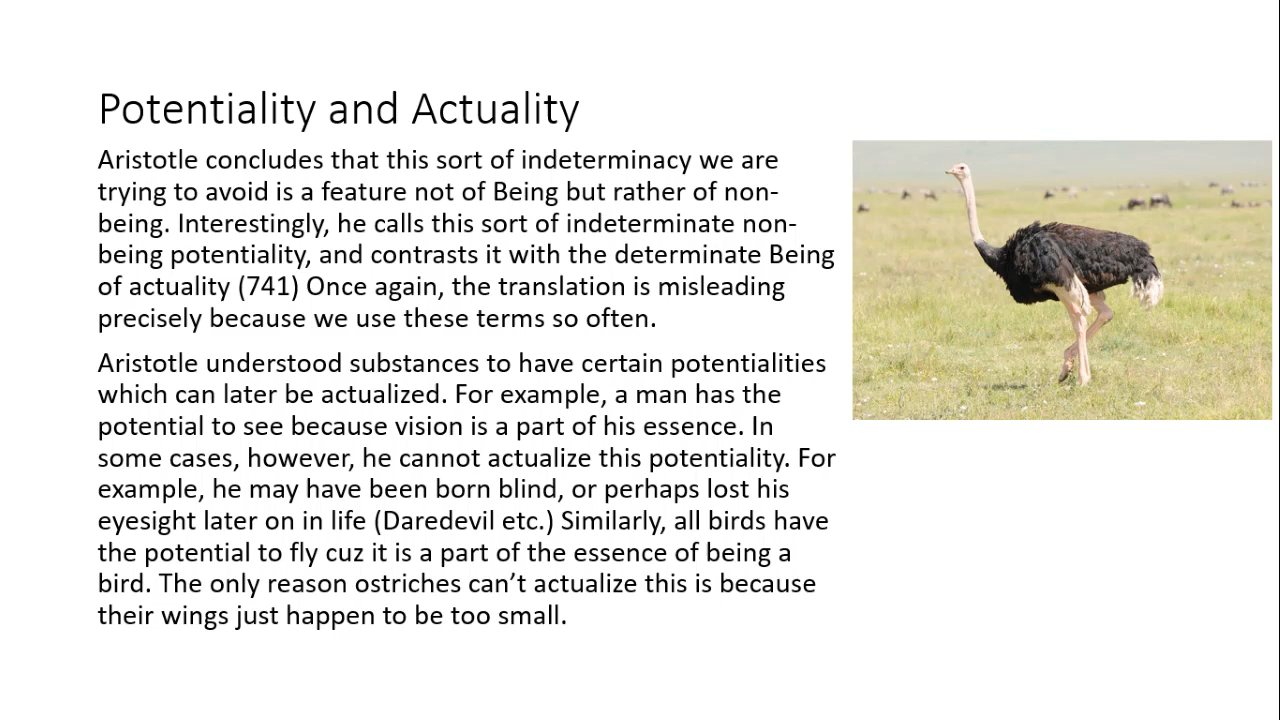 Potentiality and Actuality
Aristotle concludes that this sort of indeterminacy we are
trying to avoid is a feature not of Being but rather of non-
being. Interestingly, he calls this sort of indeterminate non-
being potentiality, and contrasts it with the determinate Being
of actuality (741) Once again, the translation is misleading
precisely because we use these terms so often.
Aristotle understood substances to have certain potentialities
which can later be actualized. For example, a man has the
potential to see because vision is a part of his essence. In
some cases, however, he cannot actualize this potentiality. For
example, he may have been born blind, or perhaps lost his
eyesight later on in life (Daredevil etc.) Similarly, all birds have
the potential to fly cuz it is a part of the essence of being a
bird. The only reason ostriches can’t actualize this is because
their wings just happen to be too small.